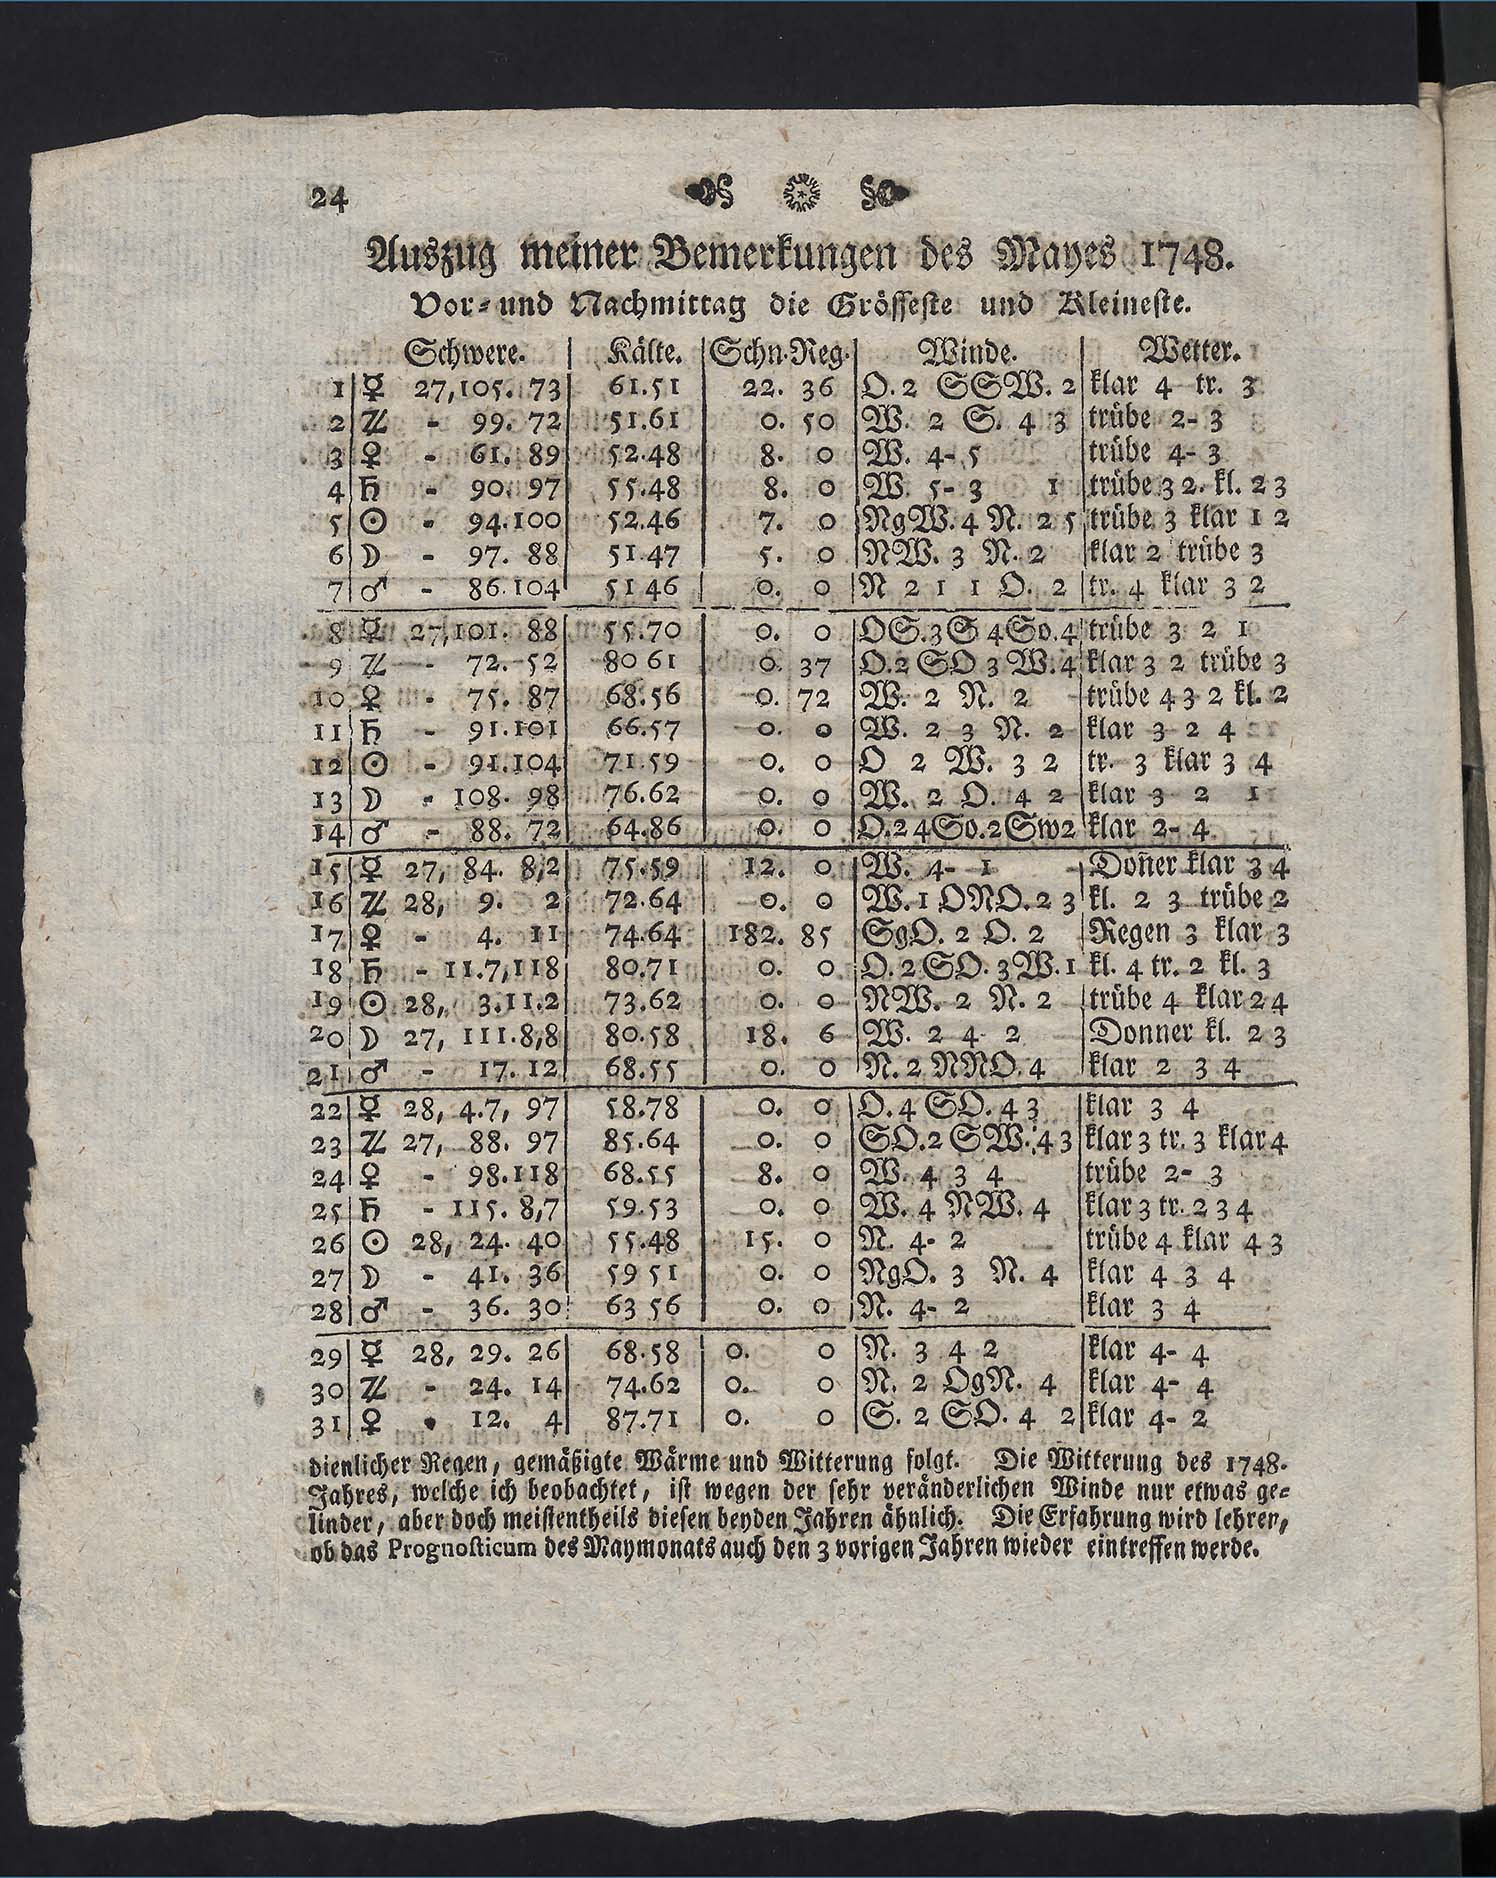 24
Auszug meiner Bemerkungen des Mayes 1748.
Vor- und Nachmittag die Grösseste und Kleineste.
Schwere. Kälte. Schn. Reg. Winde. Wetter.
1 ☿ 27,105. 73 61.51 22. 36 O. 2 SSW. 2 klar 4 tr. 3
2 ♃ - 99. 72 51.61 0. 50 W. 2 S. 4 3 trübe 2- 3
3 ♀ - 61. 89 52.48 8. 0 W. 4- 5 trübe 4- 3
4 ♄ - 90. 97 55.48 8. 0 W. 5- 3 1 trübe 3 2. kl. 2 3
5 ☉ - 94.100 52.46 7. 0 NgW. 4 N. 2 5 trübe 3 klar 1 2
6 ☽ - 97. 88 51.47 5. 0 NW. 3 N. 2 klar 2 trübe 3
7 ♂ - 86.104 51 46 0. 0 N 2 1 1 O. 2 tr. 4 klar 3 2
8 ☿ 27,101. 88 55.70 0. 0 OS. 3 S 4 So. 4 trübe 3 2 1
9 ♃ - 72. 52 80 61 0. 37 O. 2 SO 3 W. 4 klar 3 2 trübe 3
10 ♀ - 75. 87 68.56 0. 72 W. 2 N. 2 trübe 4 3 2 kl. 2
11 ♄ - 91.101 66.57 0. 0 W. 2 3 N. 2 klar 3 2 4
12 ☉ - 91.104 71.59 0. 0 O 2 W. 3 2 tr. 3 klar 3 4
13 ☽ - 108. 98 76.62 0. 0 W. 2 O. 4 2 klar 3 2 1
14 ♂ - 88. 72 64.86 0. 0 O. 2 4 So. 2 Sw 2 klar 2- 4
15 ☿ 27, 84. 8,2 75.59 12. 0 W. 4- 1 Doñer klar 3 4
16 ♃ 28, 9. 2 72.64 0. 0 W. 1 ONO. 2 3 kl. 2 3 trübe 2
17 ♀ - 4. 11 74.64 182. 85 SgO. 2 O. 2 Regen 3 klar 3
18 ♄ - 11.7,118 80.71 0. 0 O. 2 SO. 3 W. 1 kl. 4 tr. 2 kl. 3
19 ☉ 28, 3.11.2 73.62 0. 0 NW. 2 N. 2 trübe 4 klar 2 4
20 ☽ 27, 111.8,8 80.58 18. 6 W. 2 4 2 Donner kl. 2 3
21 ♂ - 17. 12 68.55 0. 0 N. 2 NNO. 4 klar 2 3 4
22 ☿ 28, 4.7, 97 58.78 0. 0 O. 4 SO. 4 3 klar 3 4
23 ♃ 27, 88. 97 85.64 0. 0 SO. 2 SW. 4 3 klar 3 tr. 3 klar 4
24 ♀ - 98.118 68.55 8. 0 W. 4 3 4 trübe 2- 3
25 ♄ - 115. 8,7 59.53 0. 0 W. 4 NW. 4 klar 3 tr. 2 3 4
26 ☉ 28, 24. 40 55.48 15. 0 N. 4- 2 trübe 4 klar 4 3
27 ☽ - 41. 36 59 51 0. 0 NgO. 3 N. 4 klar 4 3 4
28 ♂ - 36. 30 63 56 0. 0 N. 4- 2 klar 3 4
29 ☿ 28, 29. 26 68.58 0. 0 N. 3 4 2 klar 4- 4
30 ♃ - 24. 14 74.62 0. 0 N. 2 OgN. 4 klar 4- 4
31 ♀ - 12. 4 87.71 0. 0 S. 2 SO. 4 2 klar 4- 2
dienlicher Regen, gemäßigte Wärme und Witterung folgt. Die Witterung des 1748.
Jahres, welche ich beobachtet, ist wegen der sehr veränderlichen Winde nur etwas ge-
linder, aber doch meistentheils diesen beyden Jahren ähnlich. Die Erfahrung wird lehren,
ob das Prognosticum des Maymonats auch den 3 vorigen Jahren wieder eintreffen werde.